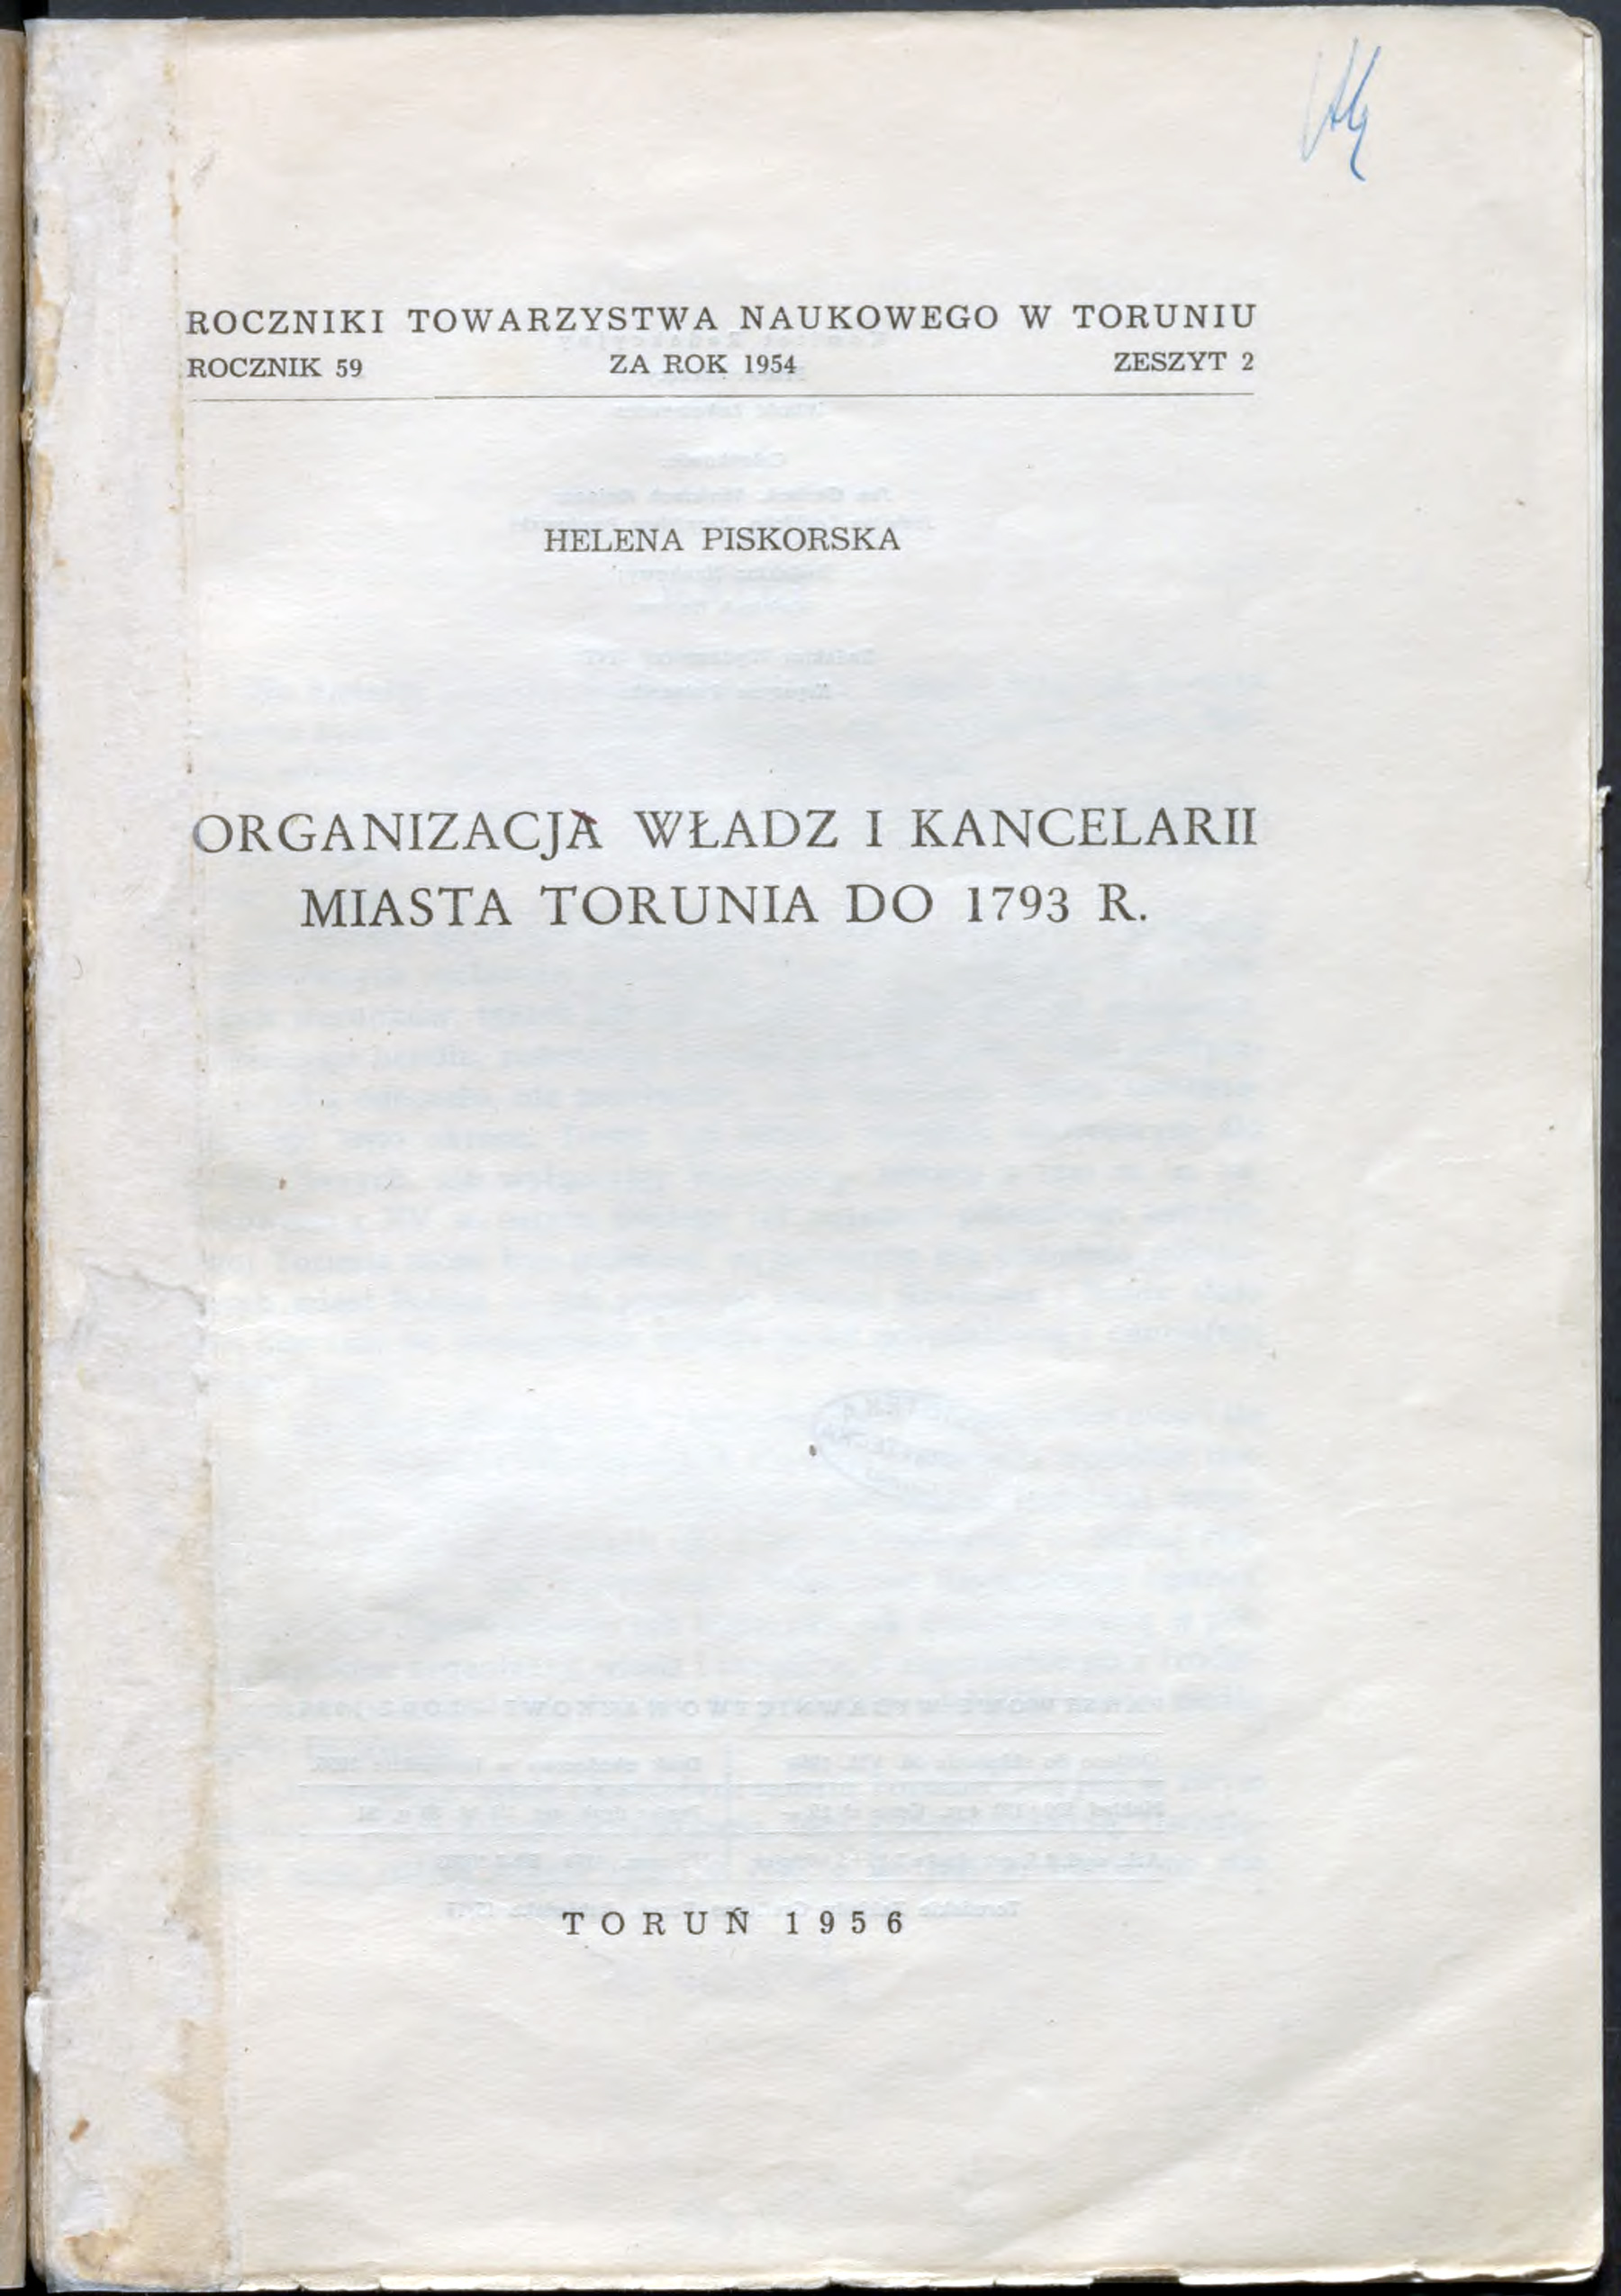 ROCZNIKI TOWARZYSTWA NAUKOWEGO W TORUNIU
ROCZNIK 59 ZA ROK 1954 ZESZYT 2
HELENA PISKORSKA
ORGANIZACJA WŁADZ I KANCELARII
MIASTA TORUNIA DO 1793 R.
TORUŃ 1956